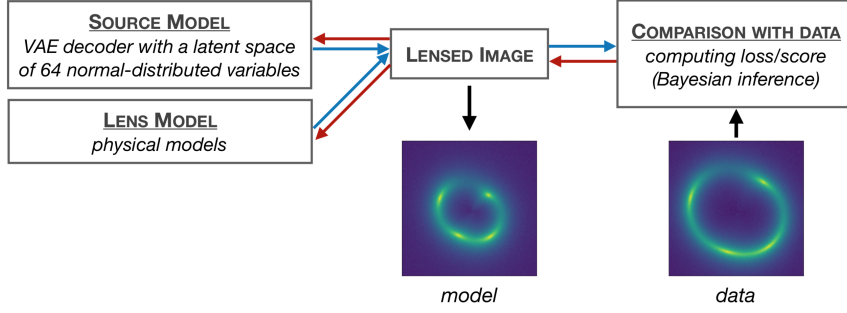 SOURCE MODEL
VAE decoder with a latent space
of 64 normal-distributed variables
LENS MODEL
physical models
LENSED IMAGE
COMPARISON WITH DATA
computing loss/score
(Bayesian inference)
model
data